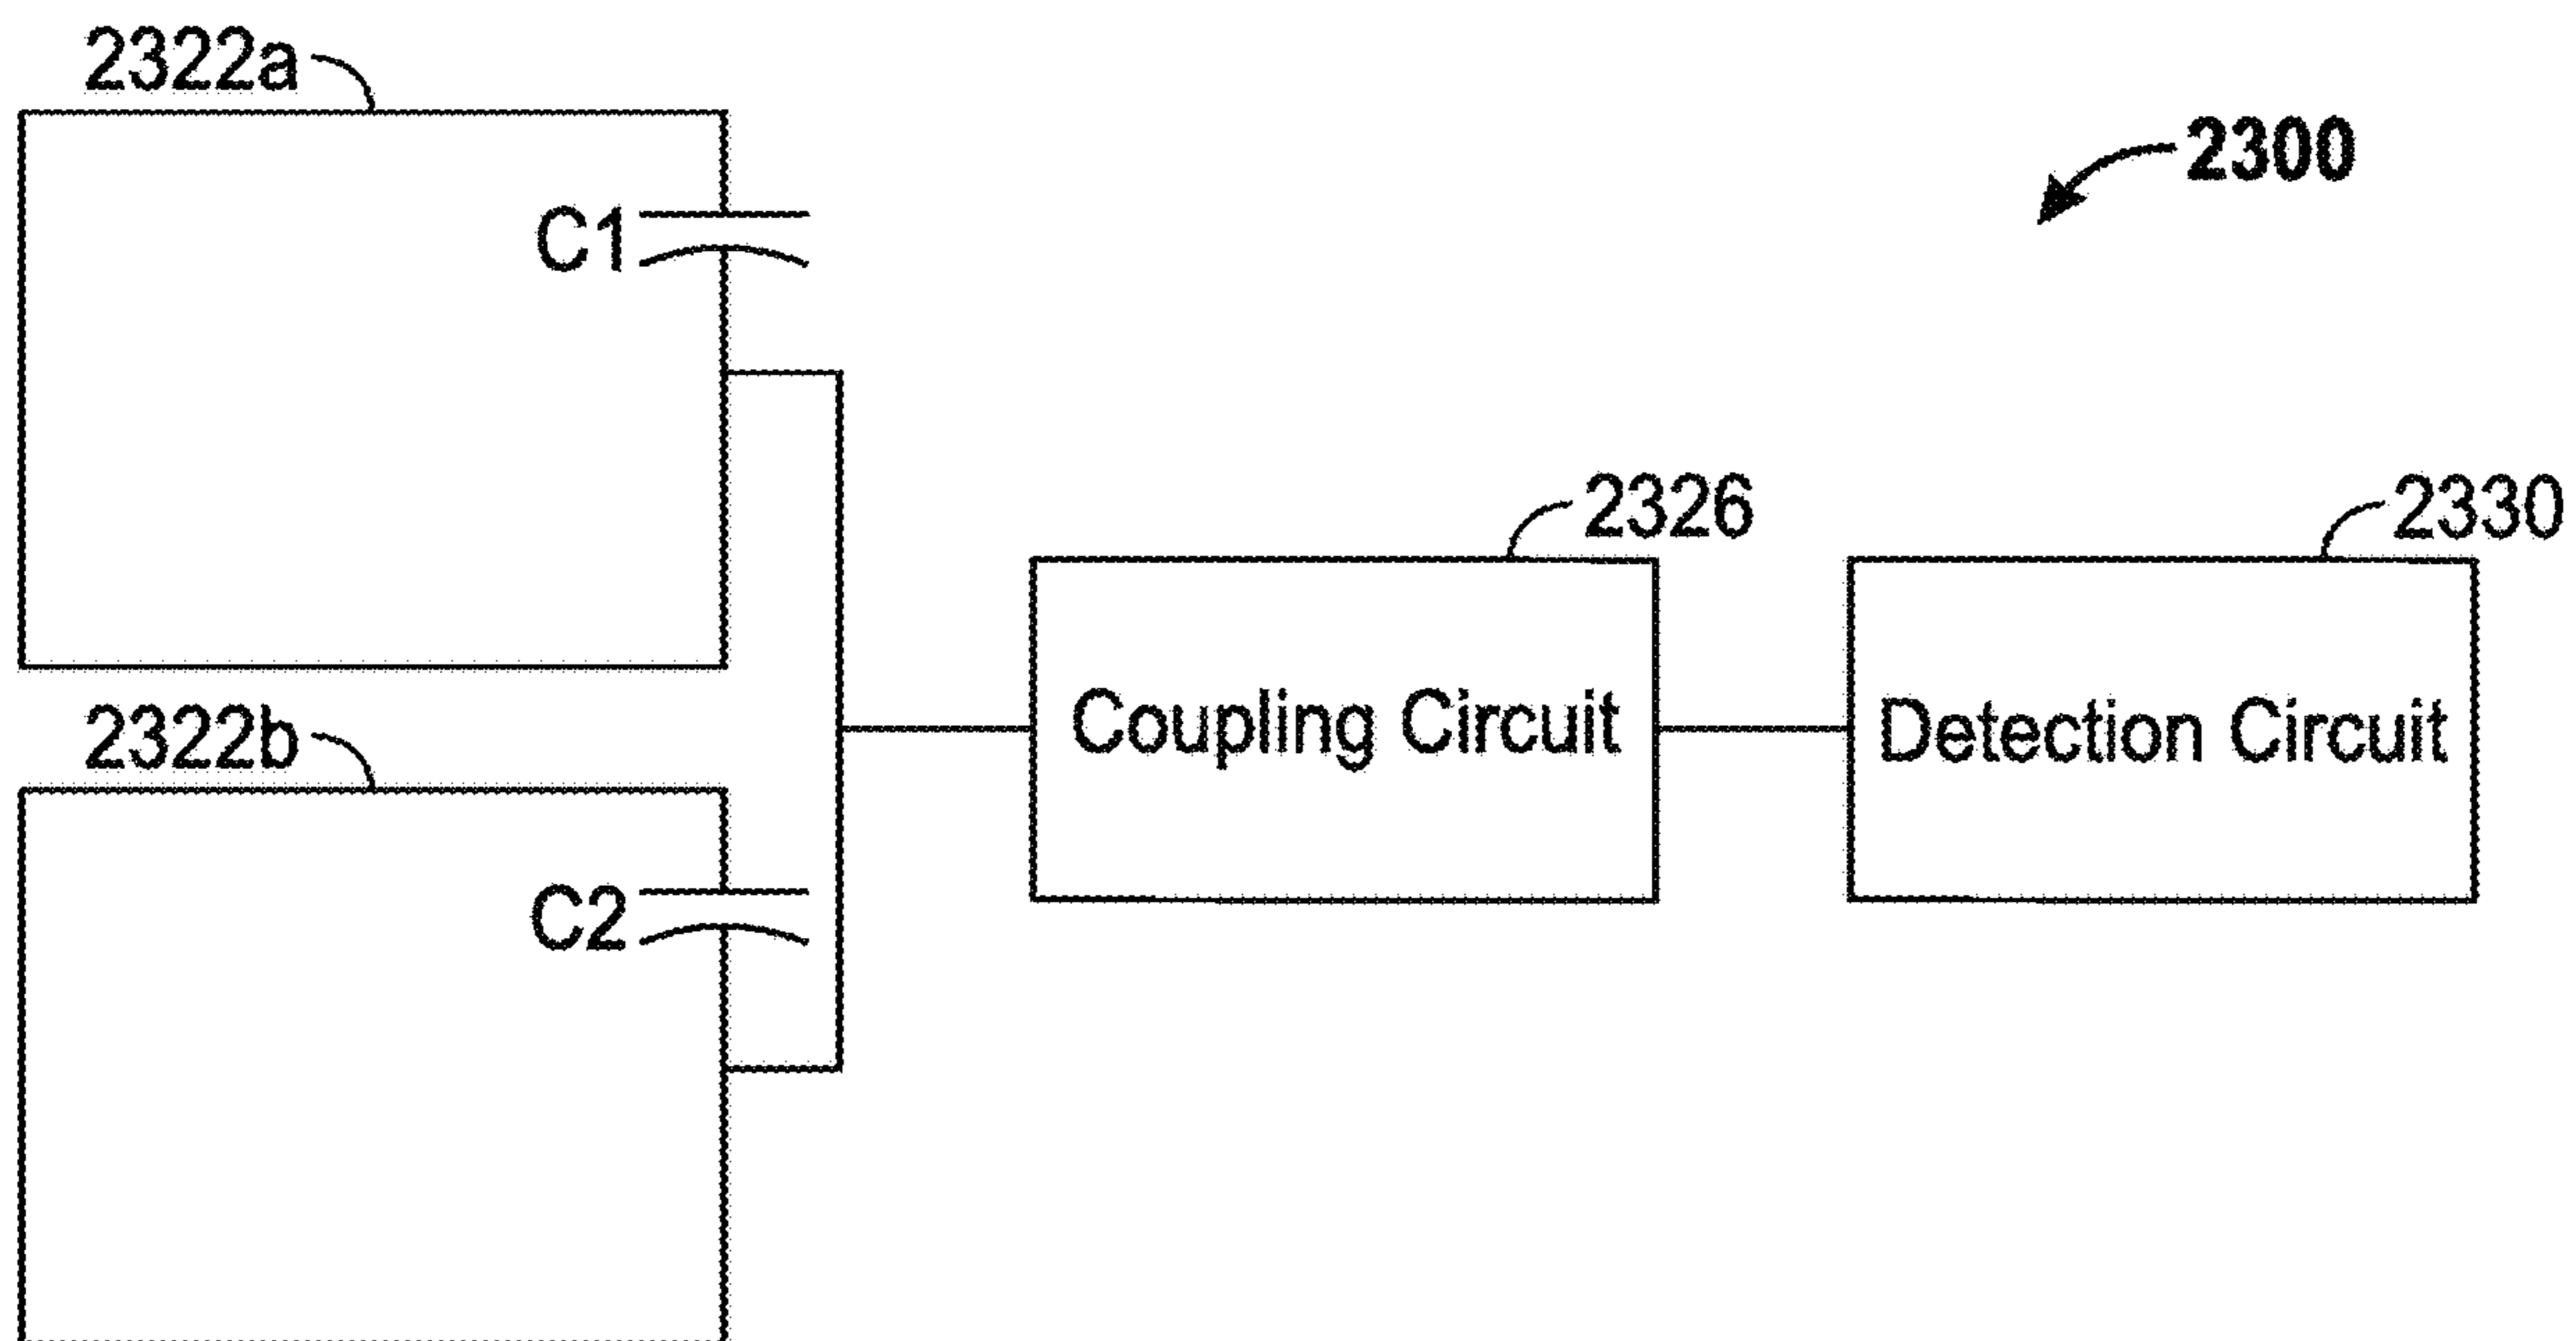 2322a
2300
C1
2326
2330
Coupling Circuit
Detection Circuit
2322b
C2